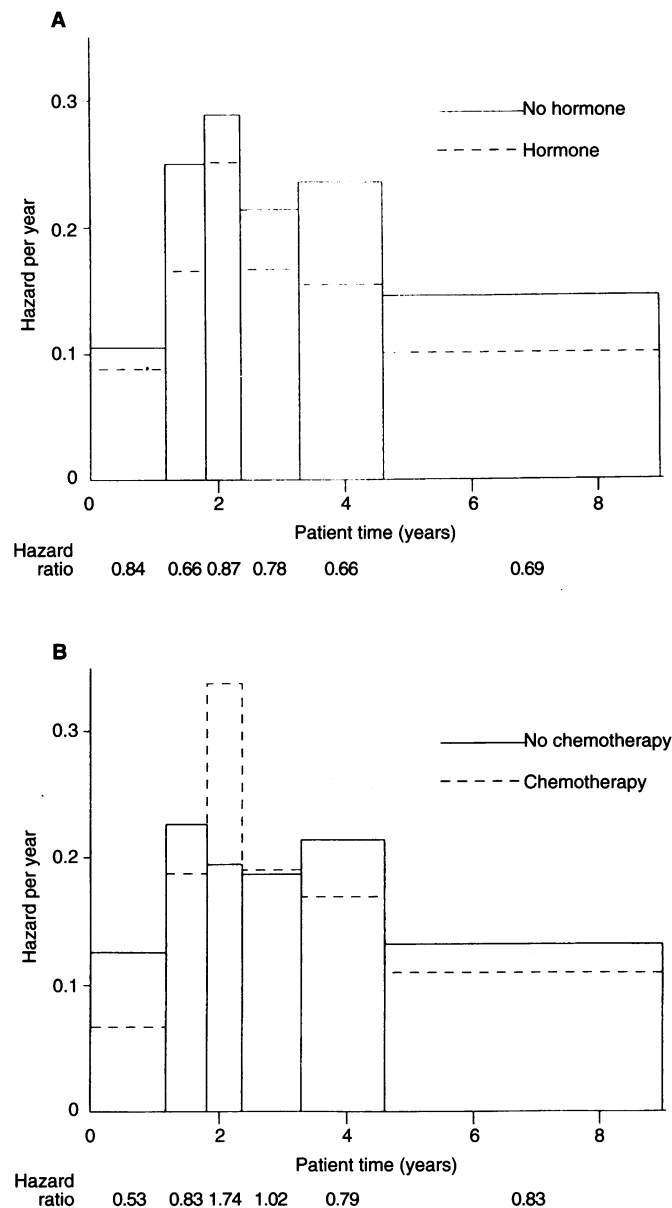 A
0.3
0.2
0.1
0
Hazard per year
No hormone
Hormone
0 2 4 6 8
Patient time (years)
Hazard ratio 0.84 0.66 0.87 0.78 0.66 0.69
B
0.3
0.2
0.1
0
Hazard per year
No chemotherapy
Chemotherapy
0 2 4 6 8
Patient time (years)
Hazard ratio 0.53 0.83 1.74 1.02 0.79 0.83